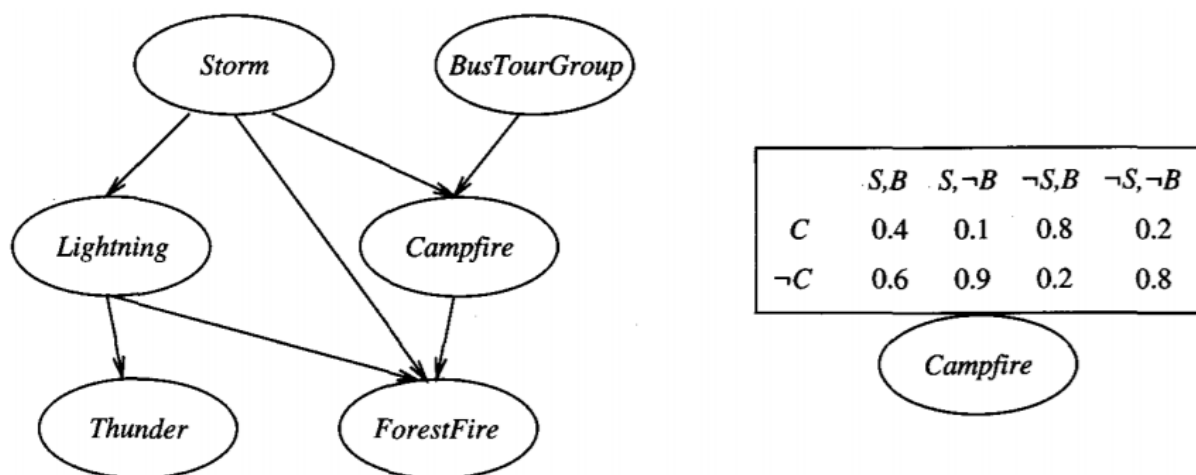 Storm BusTourGroup
Lightning Campfire
Thunder ForestFire
S,B S,¬B ¬S,B ¬S,¬B
C 0.4 0.1 0.8 0.2
¬C 0.6 0.9 0.2 0.8
Campfire